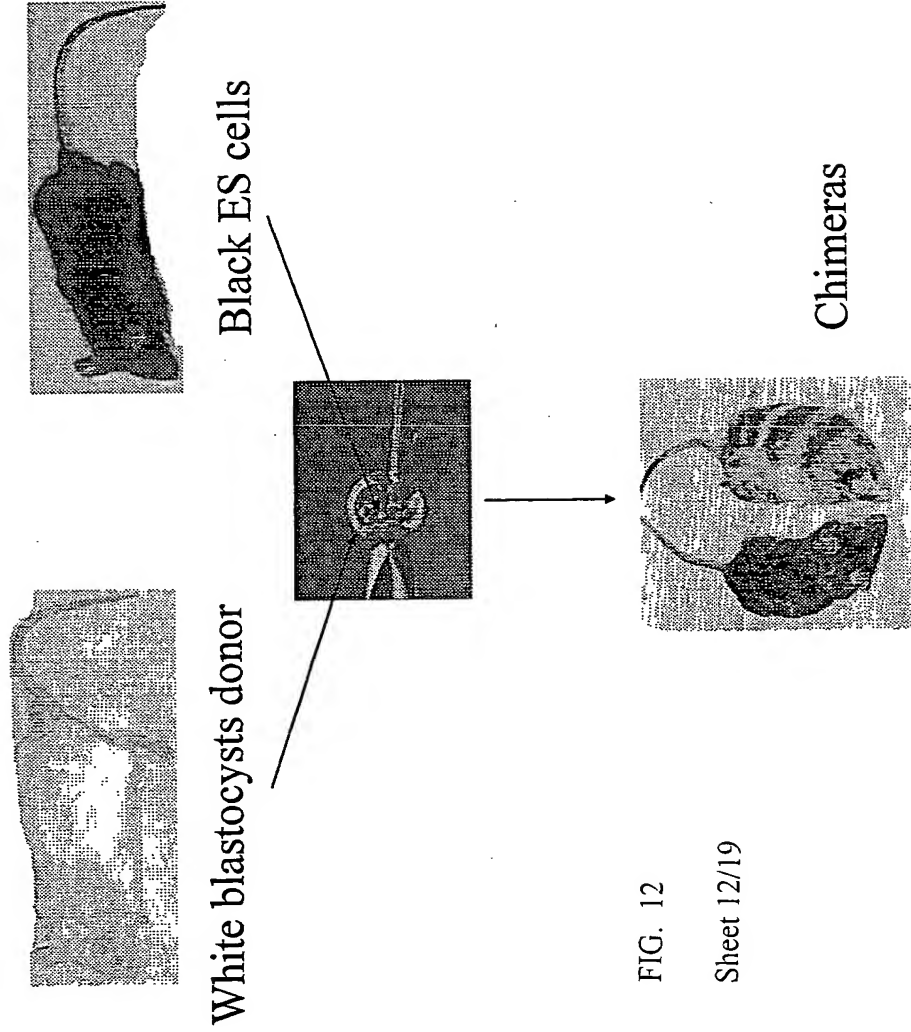 White blastocysts donor
Black ES cells
Chimeras
FIG. 12
Sheet 12/19